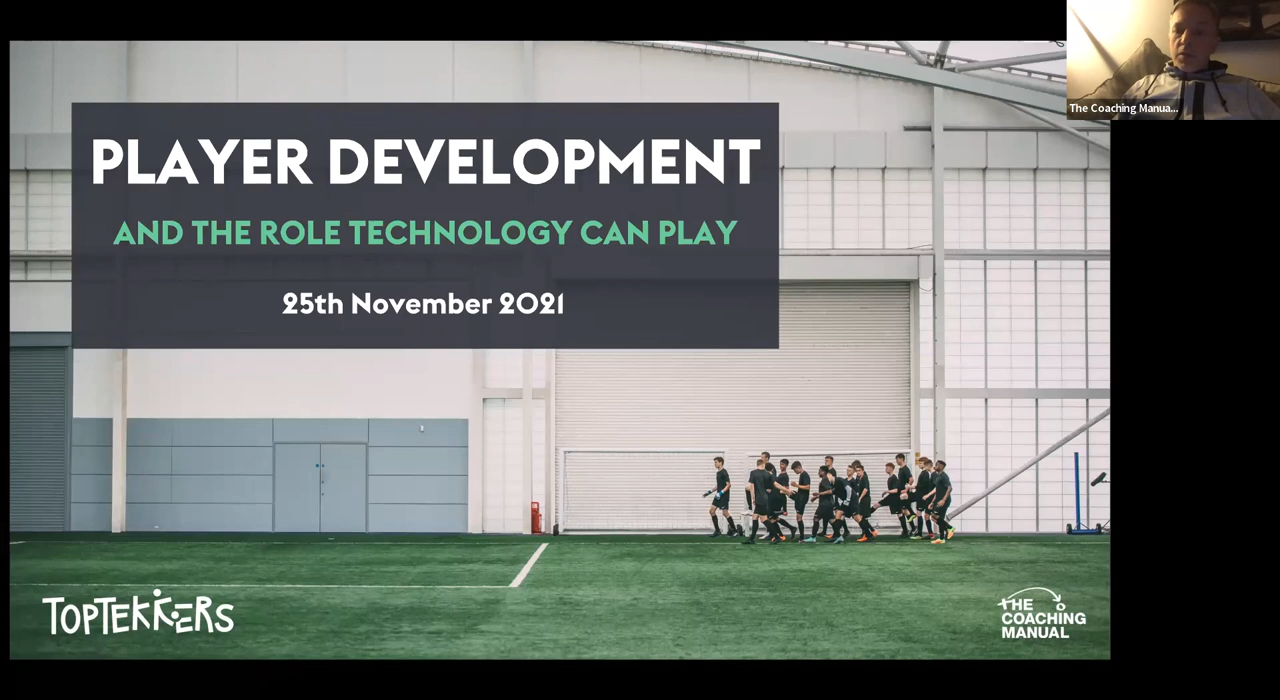 The Coaching Manua...
PLAYER DEVELOPMENT
AND THE ROLE TECHNOLOGY CAN PLAY
25th November 2021
TOPTEKKERS
THE
COACHING
MANUAL